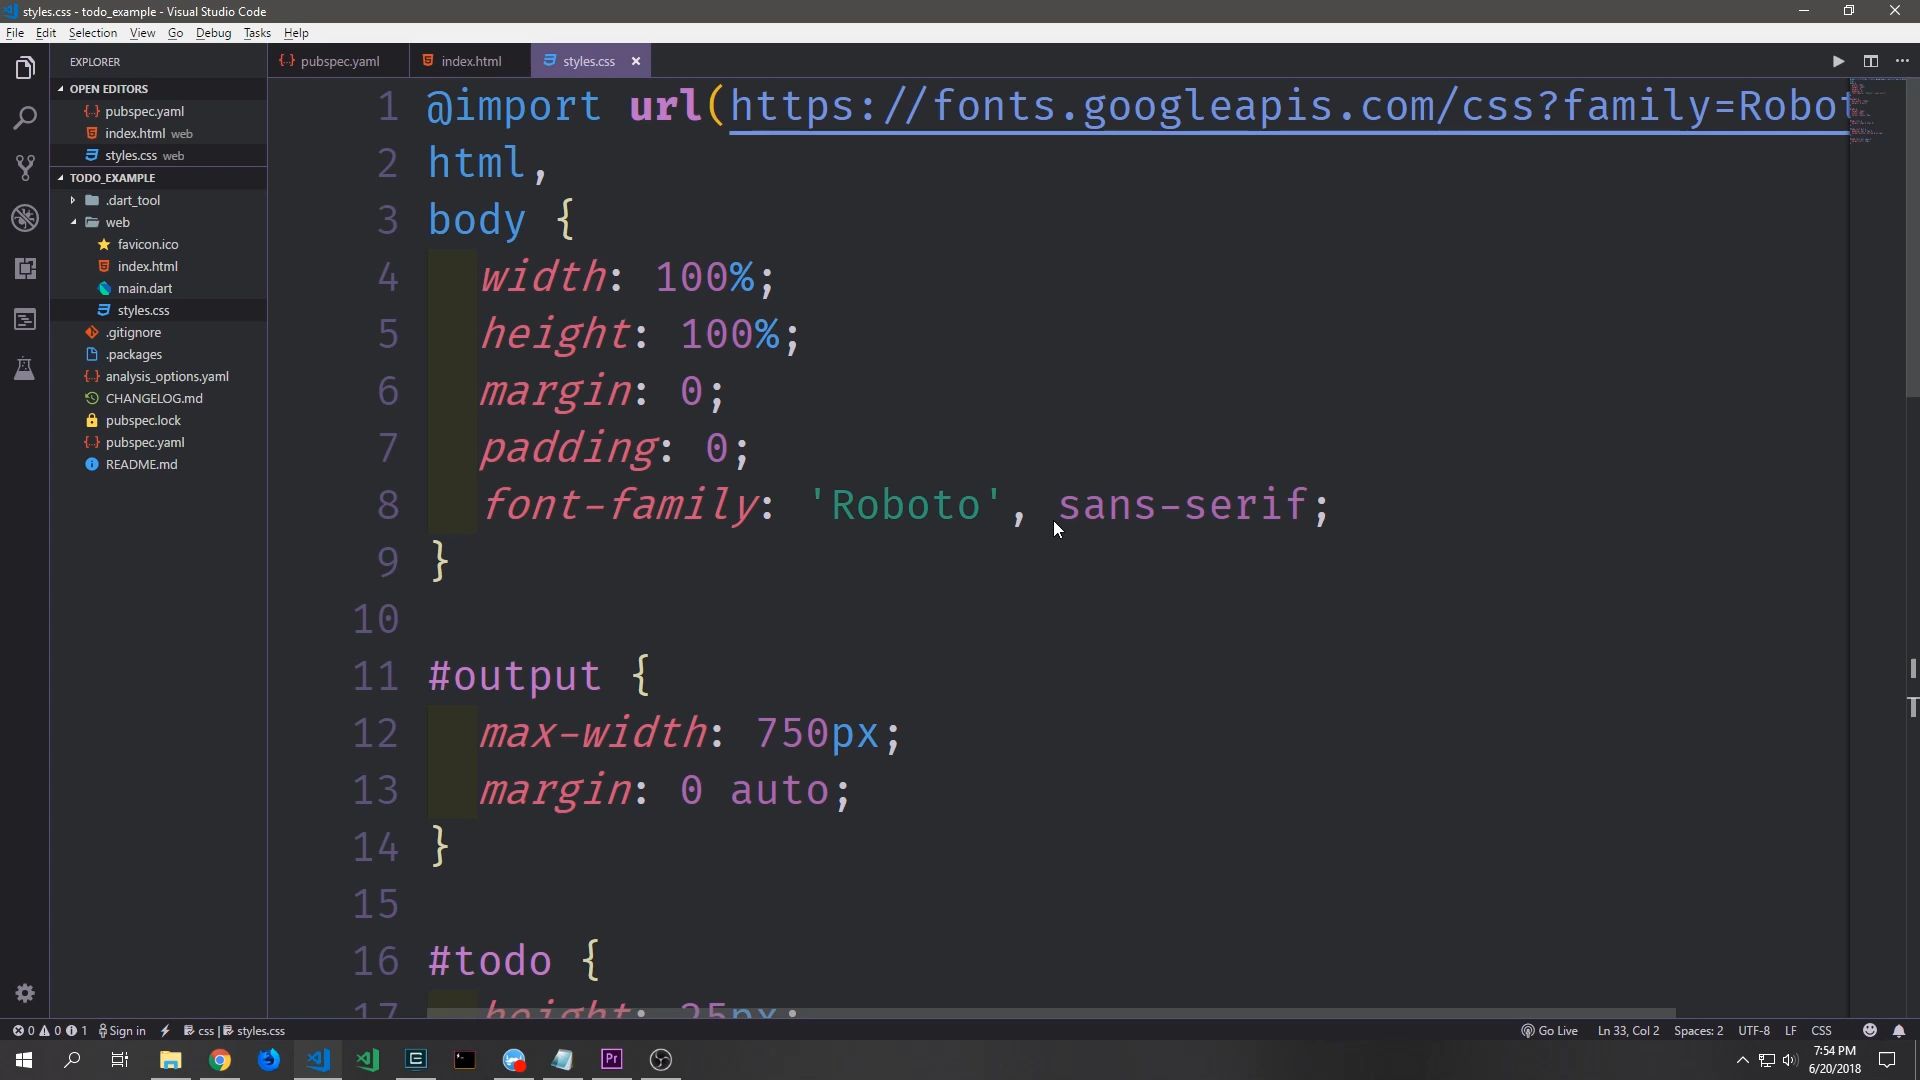 styles.css - todo_example - Visual Studio Code
File Edit Selection View Go Debug Tasks Help
EXPLORER
OPEN EDITORS
pubspec.yaml
index.html web
styles.css web
TODO_EXAMPLE
.dart_tool
web
favicon.ico
index.html
main.dart
styles.css
.gitignore
.packages
analysis_options.yaml
CHANGELOG.md
pubspec.lock
pubspec.yaml
README.md
pubspec.yaml index.html styles.css
1 @import url(https://fonts.googleapis.com/css?family=Robot
2 html,
3 body {
4 width: 100%;
5 height: 100%;
6 margin: 0;
7 padding: 0;
8 font-family: 'Roboto', sans-serif;
9 }
10
11 #output {
12 max-width: 750px;
13 margin: 0 auto;
14 }
15
16 #todo {
17 height: 25px;
0 0 1 Sign in css | styles.css Go Live Ln 33, Col 2 Spaces: 2 UTF-8 LF CSS
Pr
7:54 PM
6/20/2018